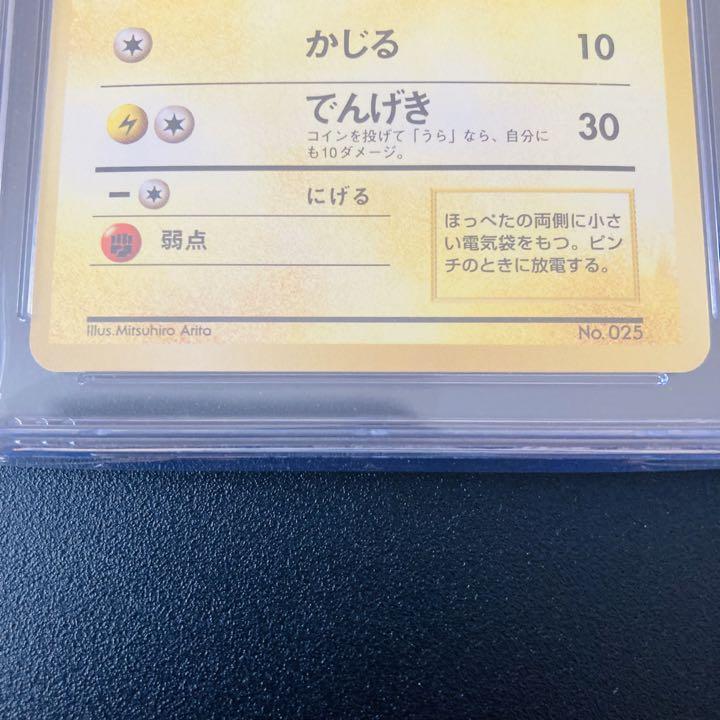 かじる 10
でんげき 30
コインを投げて「うら」なら、自分に
も10ダメージ。
にげる
弱点
ほっぺたの両側に小さ
い電気袋をもつ。ピン
チのときに放電する。
Illus.Mitsuhiro Arita
No.025